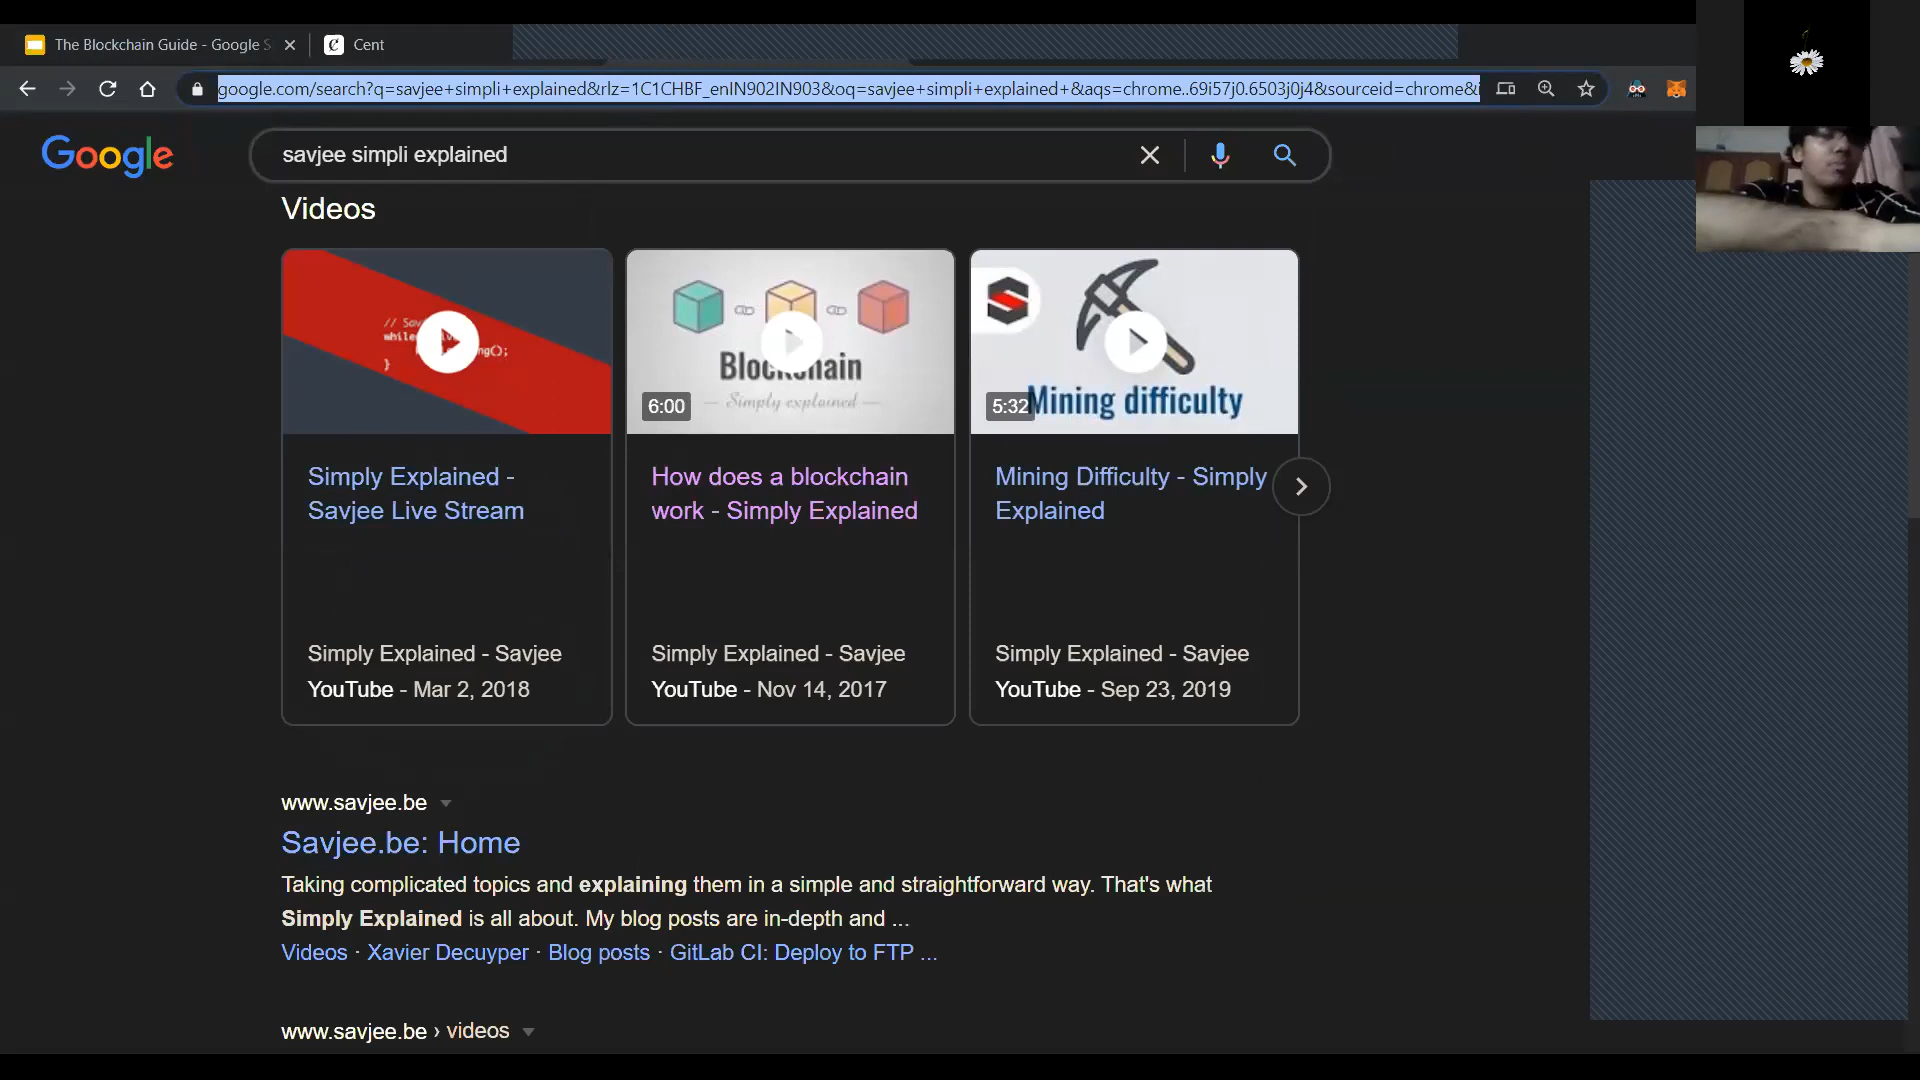 The Blockchain Guide - Google S
Cent
google.com/search?q=savjee+simpli+explained&rlz=1C1CHBF_enIN902IN903&oq=savjee+simpli+explained+&aqs=chrome..69i57j0.6503j0j4&sourceid=chrome&i
Google
savjee simpli explained
Videos
ng();
}
Blockchain
Simply explained
6:00
5:32
Mining difficulty
Simply Explained -
Savjee Live Stream
How does a blockchain
work - Simply Explained
Mining Difficulty - Simply
Explained
Simply Explained - Savjee
YouTube - Mar 2, 2018
Simply Explained - Savjee
YouTube - Nov 14, 2017
Simply Explained - Savjee
YouTube - Sep 23, 2019
www.savjee.be
Savjee.be: Home
Taking complicated topics and explaining them in a simple and straightforward way. That's what
Simply Explained is all about. My blog posts are in-depth and ...
Videos · Xavier Decuyper · Blog posts · GitLab CI: Deploy to FTP ...
www.savjee.be › videos